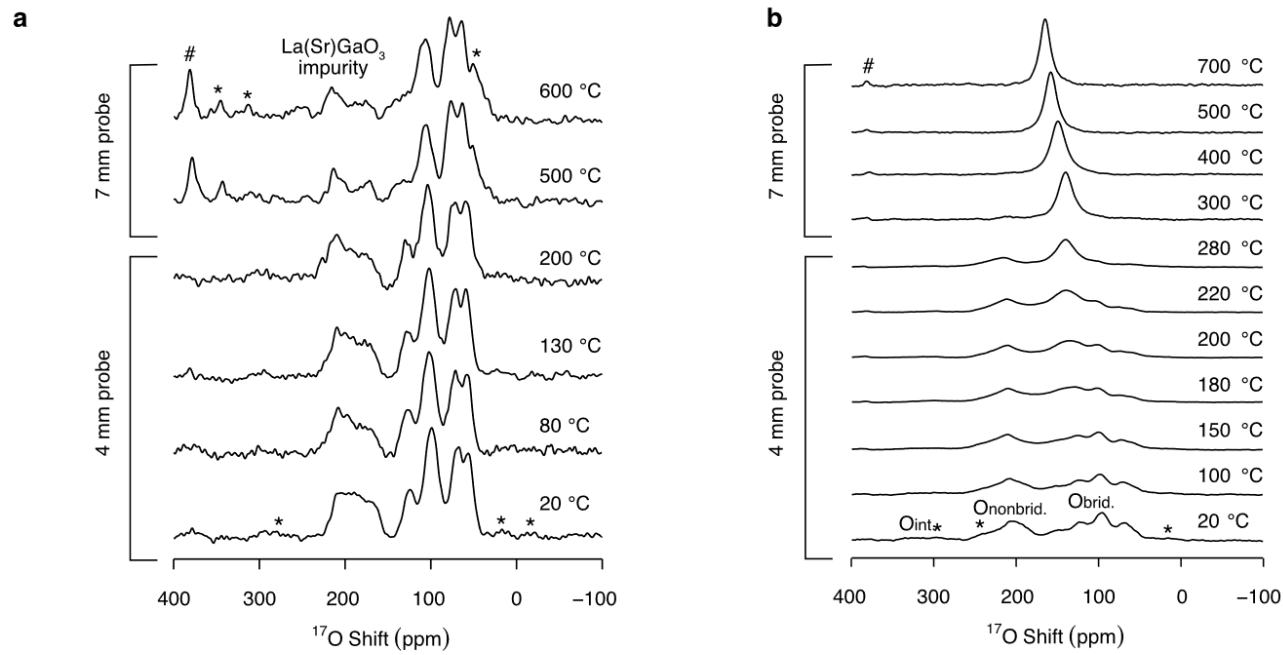 a
La(Sr)GaO₃
impurity
#
*
*
*
600 °C
500 °C
200 °C
130 °C
80 °C
20 °C
*
*
*
7 mm probe
4 mm probe
400
300
200
100
0
−100
¹⁷O Shift (ppm)
b
#
700 °C
500 °C
400 °C
300 °C
280 °C
220 °C
200 °C
180 °C
150 °C
100 °C
20 °C
Oint*
*
Ononbrid.
Obrid.
*
7 mm probe
4 mm probe
400
300
200
100
0
−100
¹⁷O Shift (ppm)